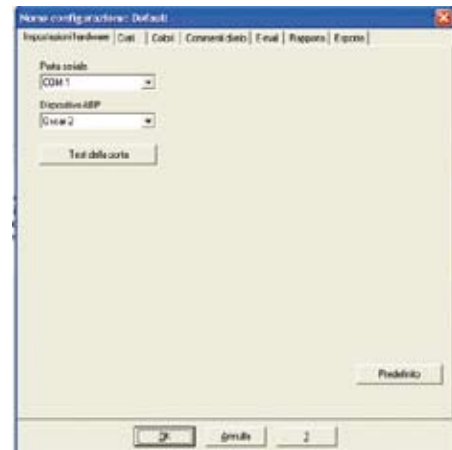 Nome configurazione: Default
Impostazioni hardware Dati Colori Commenti diario E-mail Rapporto Esporta
Porta seriale
COM 1
Dispositivo ABP
Test della porta
Predefinito
OK Annulla ?